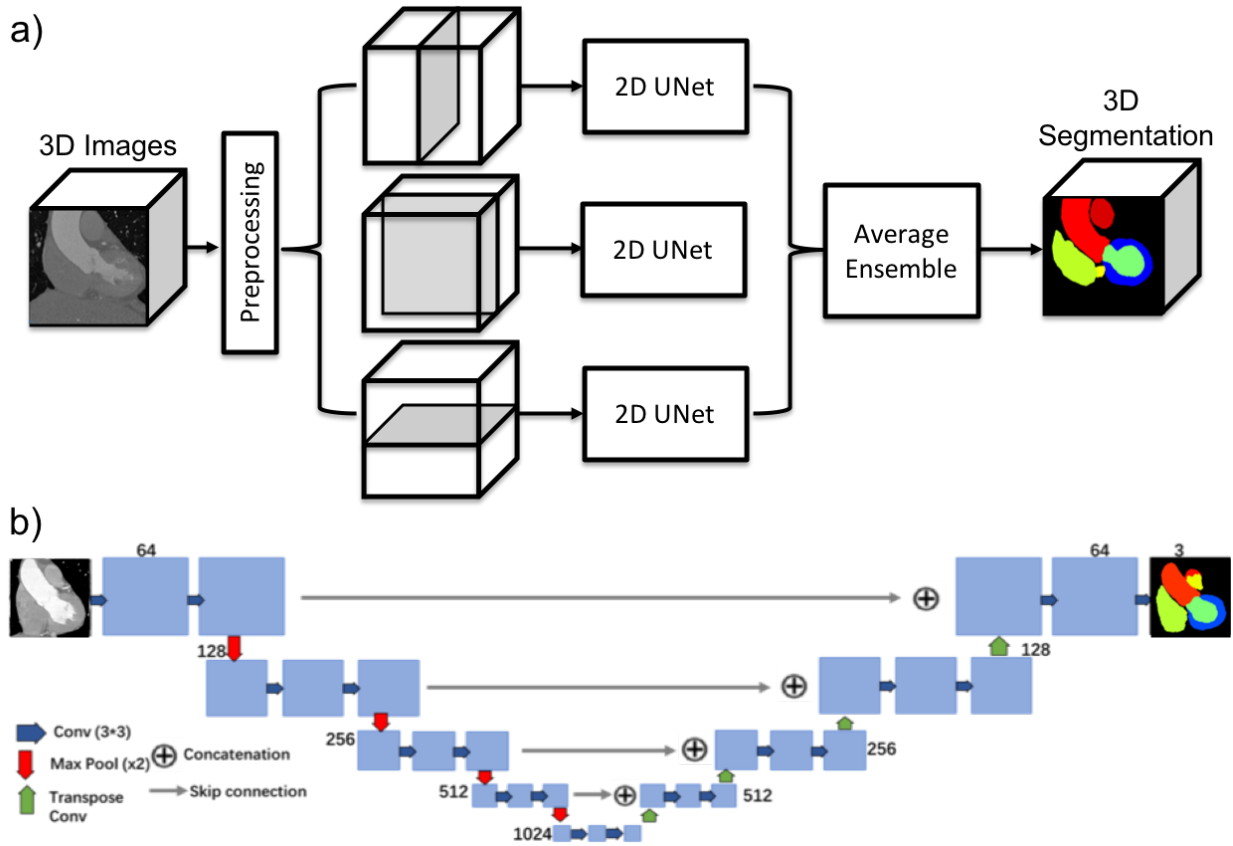 a)
3D Images
Preprocessing
2D UNet
2D UNet
2D UNet
Average
Ensemble
3D
Segmentation
b)
64
64
3
128
128
256
256
512
512
1024
Conv (3*3)
Max Pool (x2)
Concatenation
Transpose
Conv
Skip connection